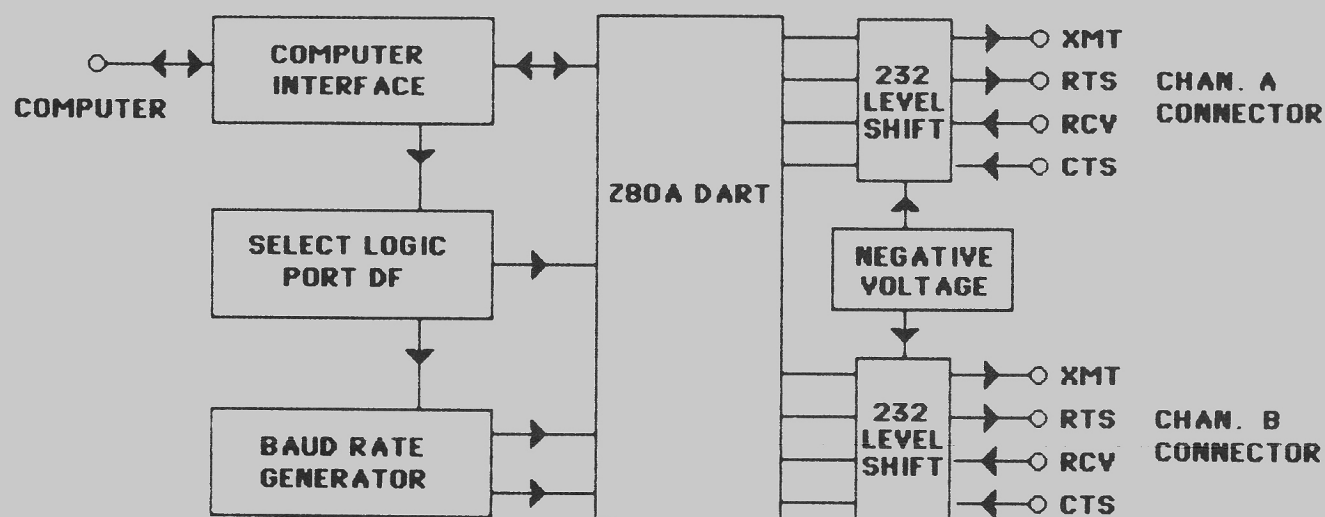 COMPUTER
COMPUTER
INTERFACE
SELECT LOGIC
PORT DF
BAUD RATE
GENERATOR
Z80A DART
232
LEVEL
SHIFT
XMT
RTS
RCV
CTS
CHAN. A
CONNECTOR
NEGATIVE
VOLTAGE
232
LEVEL
SHIFT
XMT
RTS
RCV
CTS
CHAN. B
CONNECTOR